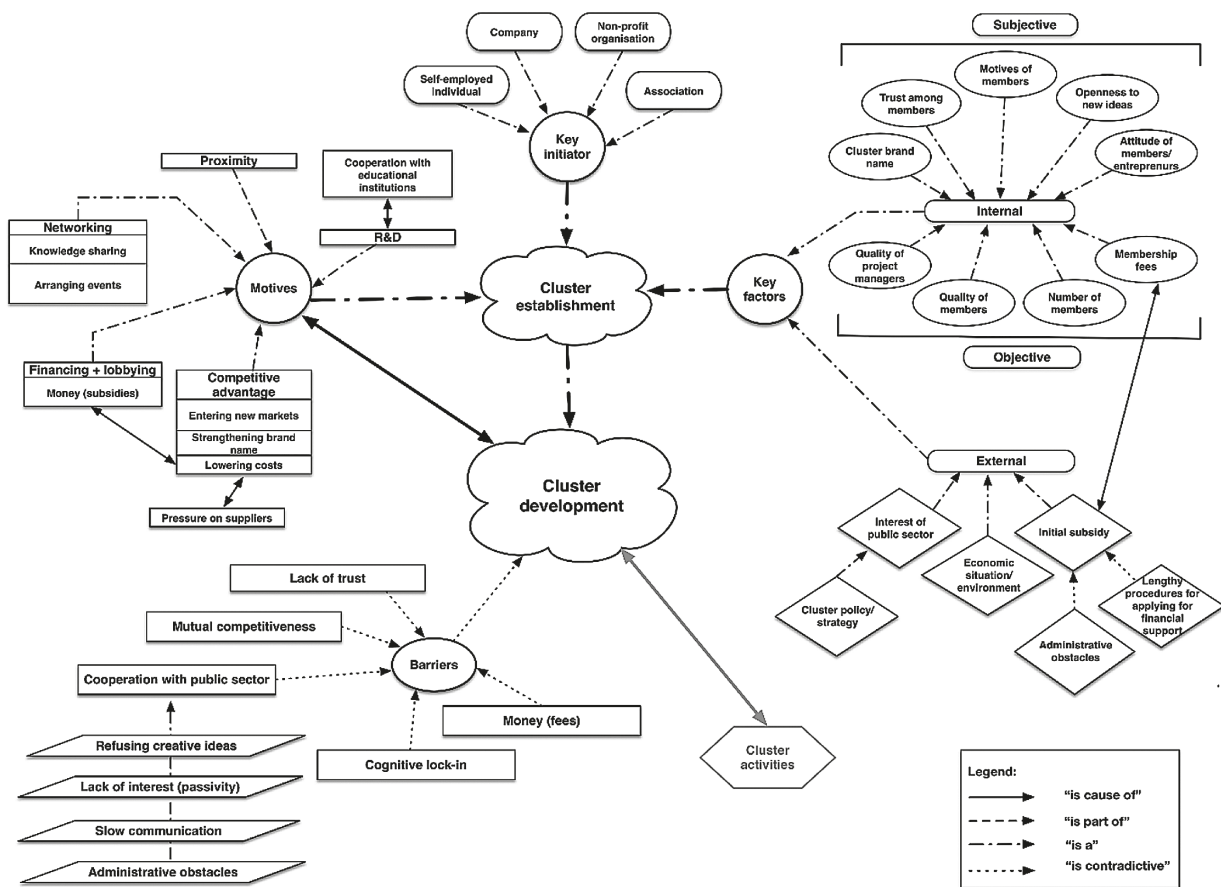 Company
Non-profit
organisation
Self-employed
individual
Association
Key
initiator
Subjective
Motives of
members
Trust among
members
Openness to
new ideas
Cluster brand
name
Attitude of
members/
entreprenurs
Internal
Quality of
project
managers
Quality of
members
Number of
members
Membership
fees
Objective
Proximity
Cooperation with
educational
institutions
R&D
Networking
Knowledge sharing
Arranging events
Motives
Cluster
establishment
Key
factors
Financing + lobbying
Money (subsidies)
Competitive
advantage
Entering new markets
Strengthening brand
name
Lowering costs
Pressure on suppliers
Cluster
development
External
Interest of
public sector
Initial subsidy
Economic
situation/
environment
Cluster policy/
strategy
Lengthy
procedures for
applying for
financial
support
Administrative
obstacles
Lack of trust
Mutual competitiveness
Barriers
Cooperation with public sector
Money (fees)
Cognitive lock-in
Refusing creative ideas
Lack of interest (passivity)
Slow communication
Administrative obstacles
Cluster
activities
Legend:
“is cause of”
“is part of”
“is a”
“is contradictive”